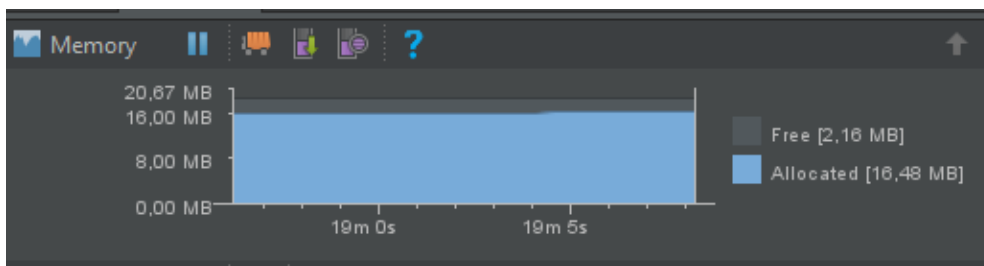 Memory ?
20,67 MB
16,00 MB
8,00 MB
0,00 MB
19m 0s 19m 5s
Free [2,16 MB]
Allocated [16,48 MB]